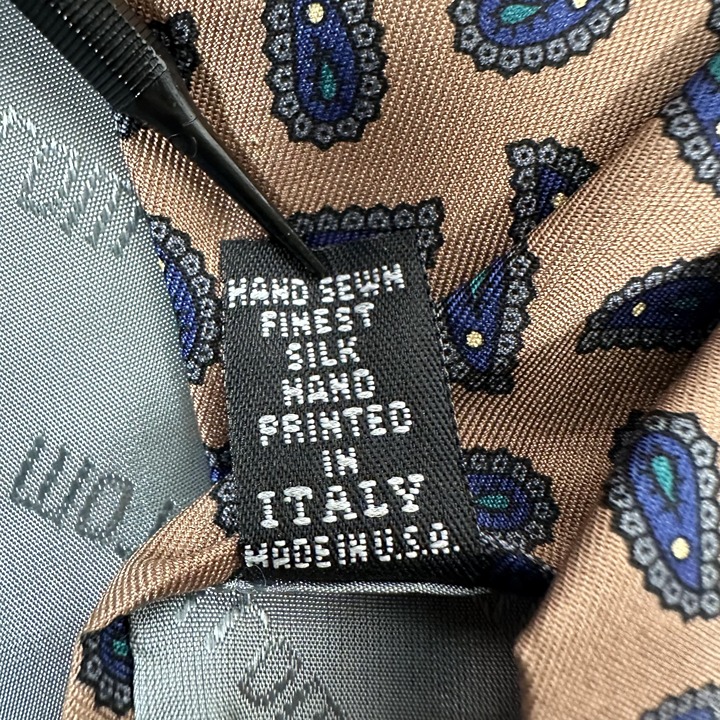 HAND SEWN
FINEST
SILK
HAND
PRINTED
IN
ITALY
MADE IN U.S.A.